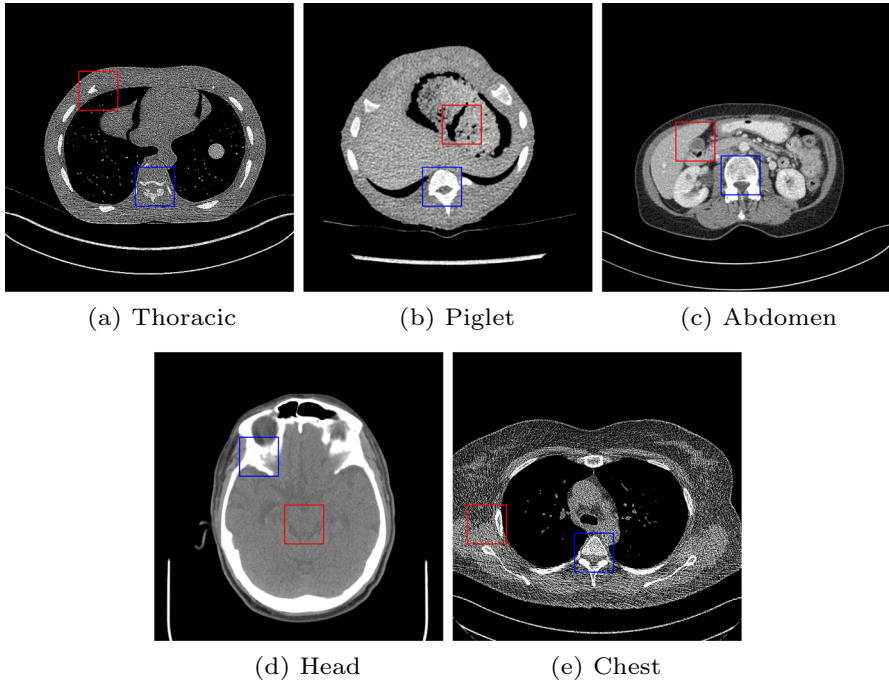 (a) Thoracic
(b) Piglet
(c) Abdomen
(d) Head
(e) Chest